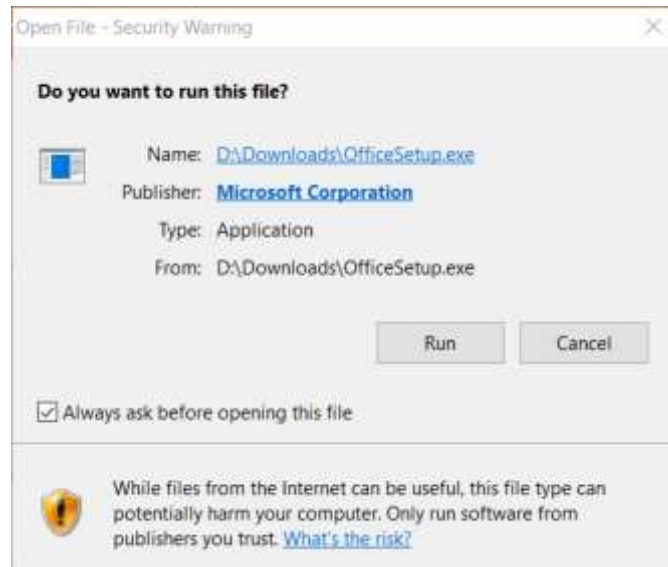 Open File - Security Warning
Do you want to run this file?
Name: D:\Downloads\OfficeSetup.exe
Publisher: Microsoft Corporation
Type: Application
From: D:\Downloads\OfficeSetup.exe
Run Cancel
Always ask before opening this file
While files from the Internet can be useful, this file type can
potentially harm your computer. Only run software from
publishers you trust. What's the risk?